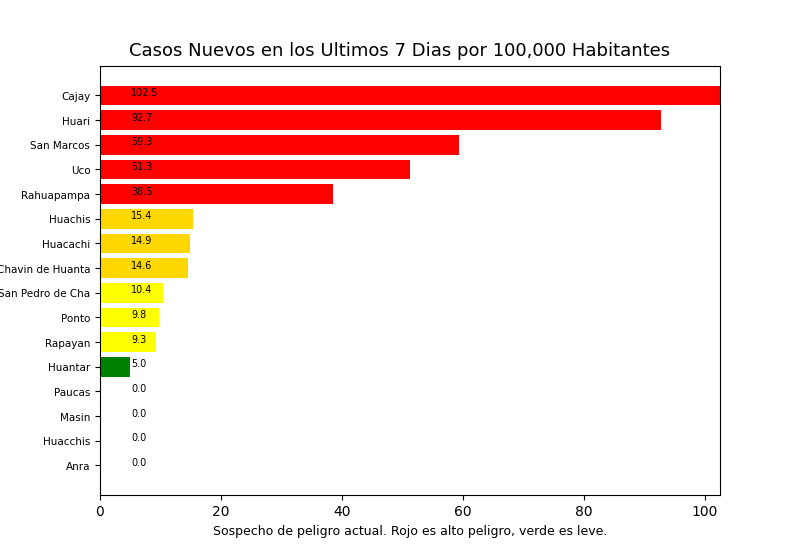 Casos Nuevos en los Ultimos 7 Dias por 100,000 Habitantes
Cajay 102.5
Huari 92.7
San Marcos 59.3
Uco 51.3
Rahuapampa 38.5
Huachis 15.4
Huacachi 14.9
Chavin de Huanta 14.6
San Pedro de Cha 10.4
Ponto 9.8
Rapayan 9.3
Huantar 5.0
Paucas 0.0
Masin 0.0
Huacchis 0.0
Anra 0.0
0 20 40 60 80 100
Sospecho de peligro actual. Rojo es alto peligro, verde es leve.